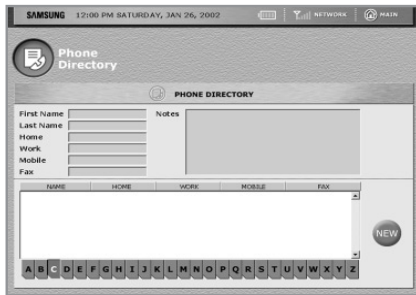 SAMSUNG 12:00 PM SATURDAY, JAN 26, 2002 NETWORK MAIN
Phone
Directory
PHONE DIRECTORY
First Name Notes
Last Name
Home
Work
Mobile
Fax
NAME HOME WORK MOBILE FAX
NEW
A B C D E F G H I J K L M N O P Q R S T U V W X Y Z